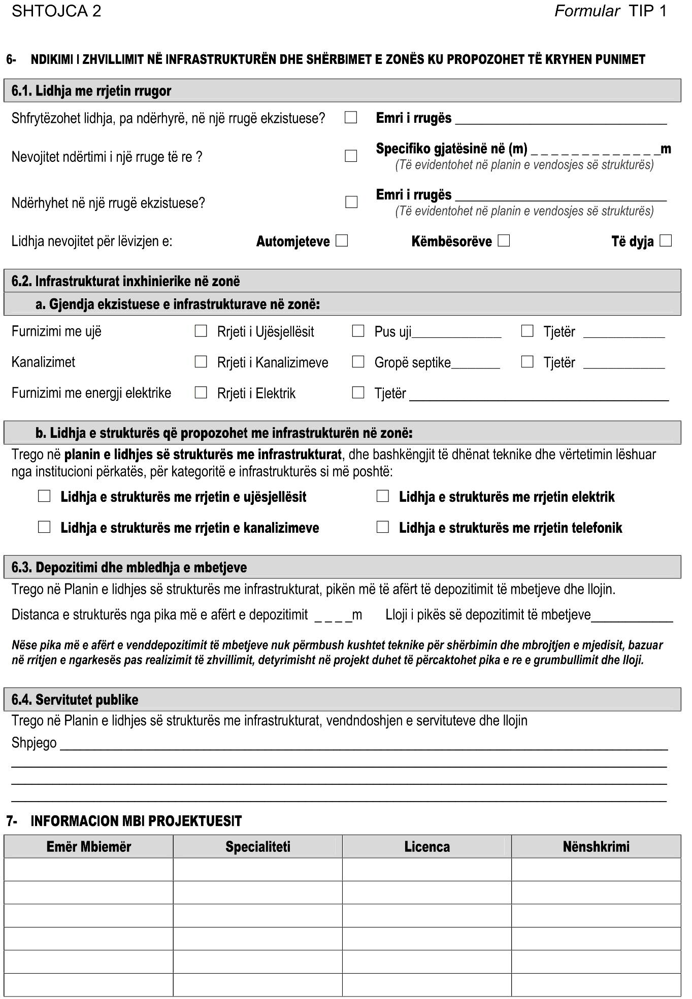 SHTOJCA 2 Formular TIP 1
6- NDIKIMI I ZHVILLIMIT NË INFRASTRUKTURËN DHE SHËRBIMET E ZONËS KU PROPOZOHET TË KRYHEN PUNIMET
6.1. Lidhja me rrjetin rrugor
Shfrytëzohet lidhja, pa ndërhyrë, në një rrugë ekzistuese? ☐ Emri i rrugës __________________________
Nevojitet ndërtimi i një rruge të re ? ☐ Specifiko gjatësinë në (m) _ _ _ _ _ _ _ _ _ _ _ _ _m
(Të evidentohet në planin e vendosjes së strukturës)
Ndërhyhet në një rrugë ekzistuese? ☐ Emri i rrugës __________________________
(Të evidentohet në planin e vendosjes së strukturës)
Lidhja nevojitet për lëvizjen e: Automjeteve ☐ Këmbësorëve ☐ Të dyja ☐
6.2. Infrastrukturat inxhinierike në zonë
a. Gjendja ekzistuese e infrastrukturave në zonë:
Furnizimi me ujë ☐ Rrjeti i Ujësjellësit ☐ Pus uji___________ ☐ Tjetër __________
Kanalizimet ☐ Rrjeti i Kanalizimeve ☐ Gropë septike______ ☐ Tjetër __________
Furnizimi me energji elektrike ☐ Rrjeti i Elektrik ☐ Tjetër ________________________________
b. Lidhja e strukturës që propozohet me infrastrukturën në zonë:
Trego në planin e lidhjes së strukturës me infrastrukturat, dhe bashkëngjit të dhënat teknike dhe vërtetimin lëshuar
nga institucioni përkatës, për kategoritë e infrastrukturës si më poshtë:
☐ Lidhja e strukturës me rrjetin e ujësjellësit ☐ Lidhja e strukturës me rrjetin elektrik
☐ Lidhja e strukturës me rrjetin e kanalizimeve ☐ Lidhja e strukturës me rrjetin telefonik
6.3. Depozitimi dhe mbledhja e mbetjeve
Trego në Planin e lidhjes së strukturës me infrastrukturat, pikën më të afërt të depozitimit të mbetjeve dhe llojin.
Distanca e strukturës nga pika më e afërt e depozitimit _ _ _ _m Lloji i pikës së depozitimit të mbetjeve__________
Nëse pika më e afërt e venddepozitimit të mbetjeve nuk përmbush kushtet teknike për shërbimin dhe mbrojtjen e mjedisit, bazuar
në rritjen e ngarkesës pas realizimit të zhvillimit, detyrimisht në projekt duhet të përcaktohet pika e re e grumbullimit dhe lloji.
6.4. Servitutet publike
Trego në Planin e lidhjes së strukturës me infrastrukturat, vendndoshjen e servituteve dhe llojin
Shpjego ____________________________________________
7- INFORMACION MBI PROJEKTUESIT
Emër Mbiemër Specialiteti Licenca Nënshkrimi